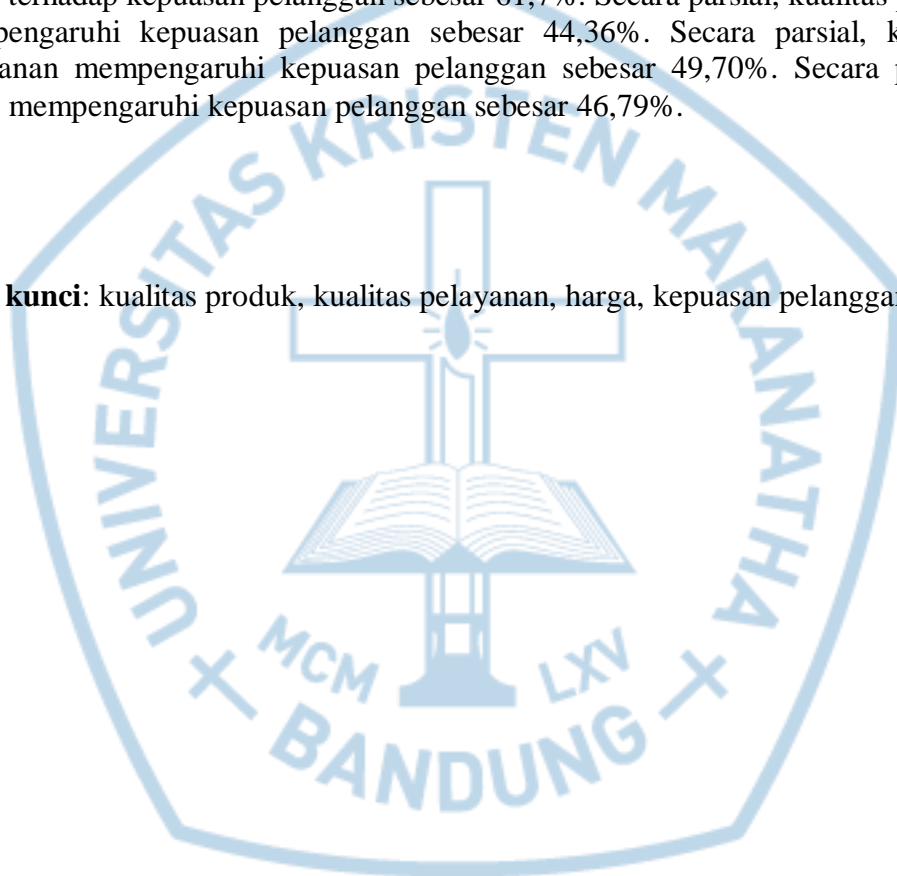 terhadap kepuasan pelanggan sebesar 61,7%. Secara parsial, kualitas p
pengaruhi kepuasan pelanggan sebesar 44,36%. Secara parsial, k
anan mempengaruhi kepuasan pelanggan sebesar 49,70%. Secara p
mempengaruhi kepuasan pelanggan sebesar 46,79%.
kunci: kualitas produk, kualitas pelayanan, harga, kepuasan pelanggan
UNIVERSITAS KRISTEN MARANATHA
MCM LXV
BANDUNG